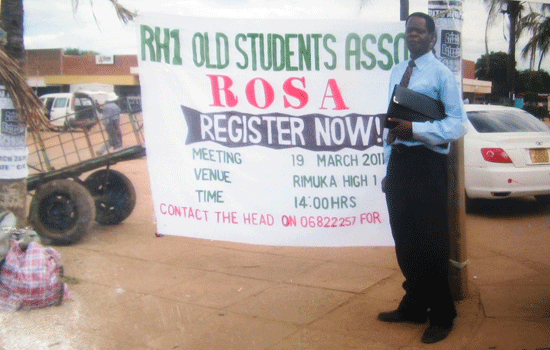 RH1 OLD STUDENTS ASSO
ROSA
REGISTER NOW!
MEETING 19 MARCH 2011
VENUE RIMUKA HIGH 1
TIME 14:00HRS
CONTACT THE HEAD ON 06822257 FOR